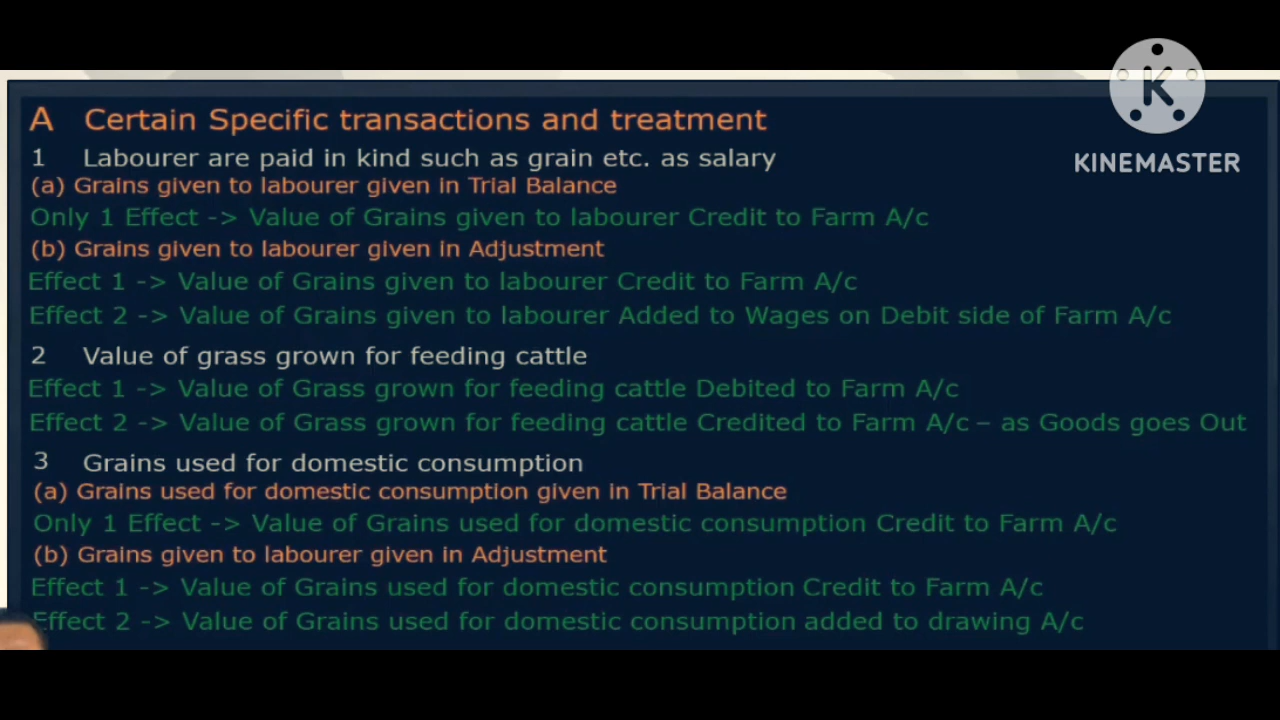 KINEMASTER
A Certain Specific transactions and treatment
1 Labourer are paid in kind such as grain etc. as salary
(a) Grains given to labourer given in Trial Balance
Only 1 Effect -> Value of Grains given to labourer Credit to Farm A/c
(b) Grains given to labourer given in Adjustment
Effect 1 -> Value of Grains given to labourer Credit to Farm A/c
Effect 2 -> Value of Grains given to labourer Added to Wages on Debit side of Farm A/c
2 Value of grass grown for feeding cattle
Effect 1 -> Value of Grass grown for feeding cattle Debited to Farm A/c
Effect 2 -> Value of Grass grown for feeding cattle Credited to Farm A/c – as Goods goes Out
3 Grains used for domestic consumption
(a) Grains used for domestic consumption given in Trial Balance
Only 1 Effect -> Value of Grains used for domestic consumption Credit to Farm A/c
(b) Grains given to labourer given in Adjustment
Effect 1 -> Value of Grains used for domestic consumption Credit to Farm A/c
Effect 2 -> Value of Grains used for domestic consumption added to drawing A/c